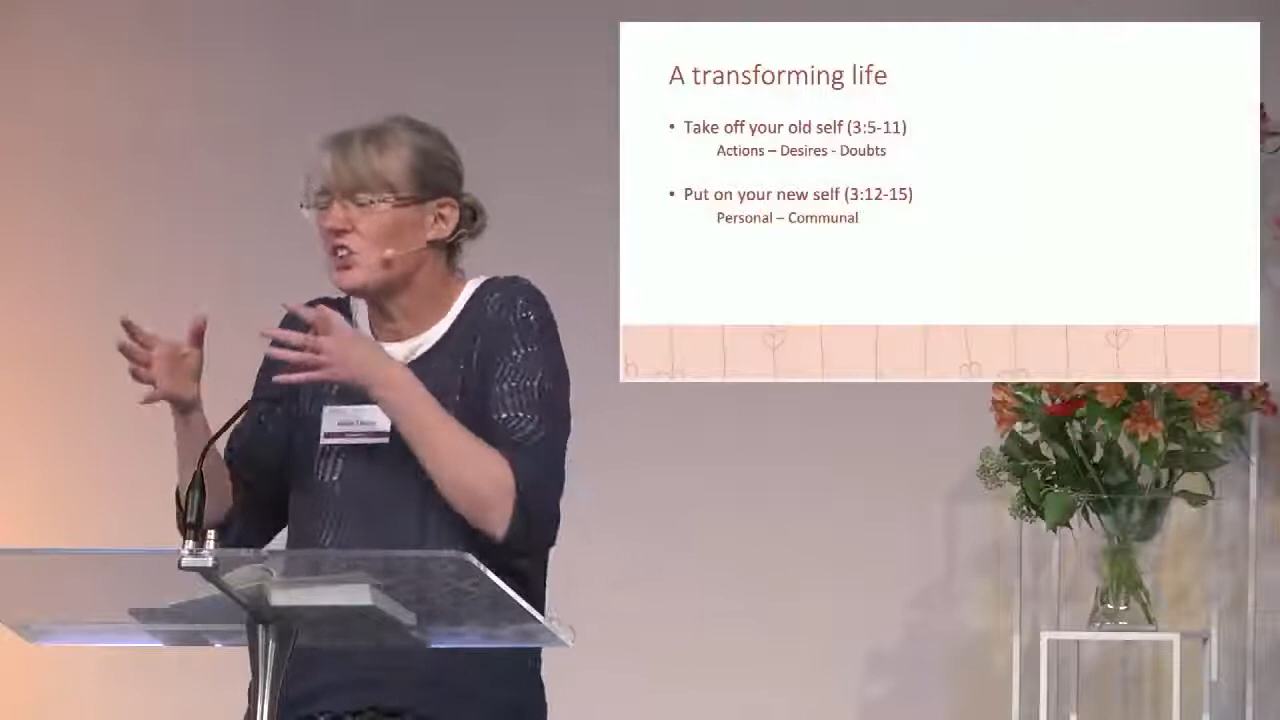 A transforming life
• Take off your old self (3:5-11)
Actions – Desires - Doubts
• Put on your new self (3:12-15)
Personal – Communal